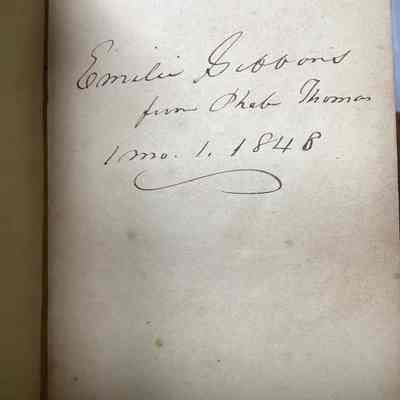 Emilie Gibbons
from Pheb Thomas
1 mo. 1. 1848